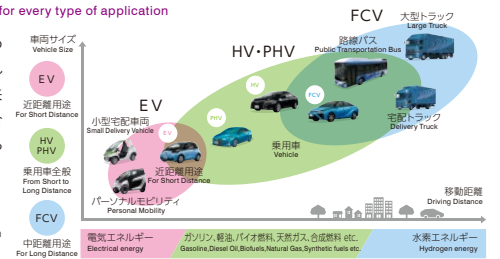 for every type of application
車両サイズ
Vehicle Size
EV
近距離用途
For Short Distance
HV
PHV
乗用車全般
From Short to
Long Distance
FCV
中距離用途
For Long Distance
FCV
大型トラック
Large Truck
路線バス
Public Transportation Bus
HV・PHV
宅配トラック
Delivery Truck
HV
FCV
PHV
乗用車
Vehicle
EV
小型宅配車両
Small Delivery Vehicle
EV
近距離用途
For Short Distance
パーソナルモビリティ
Personal Mobility
移動距離
Driving Distance
電気エネルギー
Electrical energy
ガソリン、軽油、バイオ燃料、天然ガス、合成燃料 etc.
Gasoline,Diesel Oil,Biofuels,Natural Gas,Synthetic fuels etc.
水素エネルギー
Hydrogen energy